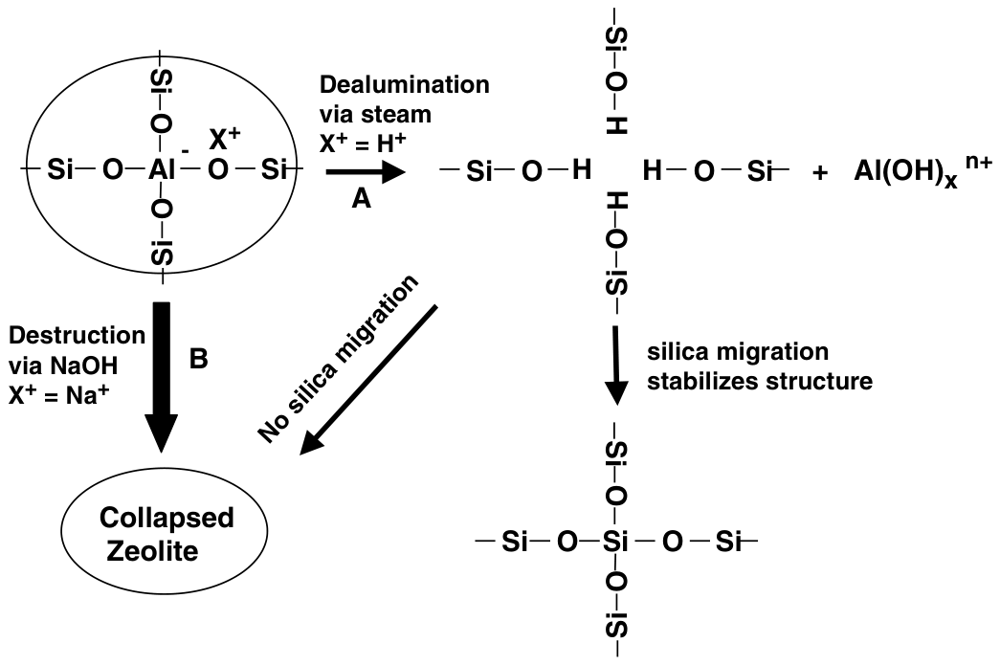 Si
O
Si — O — Al⁻ — O — Si
X⁺
O
Si
Dealumination
via steam
X⁺ = H⁺
A
Si
O
H
— Si — O — H
H — O — Si —
+ Al(OH)ₓ ⁿ⁺
H
O
Si
Destruction
via NaOH
X⁺ = Na⁺
B
No silica migration
silica migration
stabilizes structure
Collapsed
Zeolite
Si
O
— Si — O — Si — O — Si —
O
Si